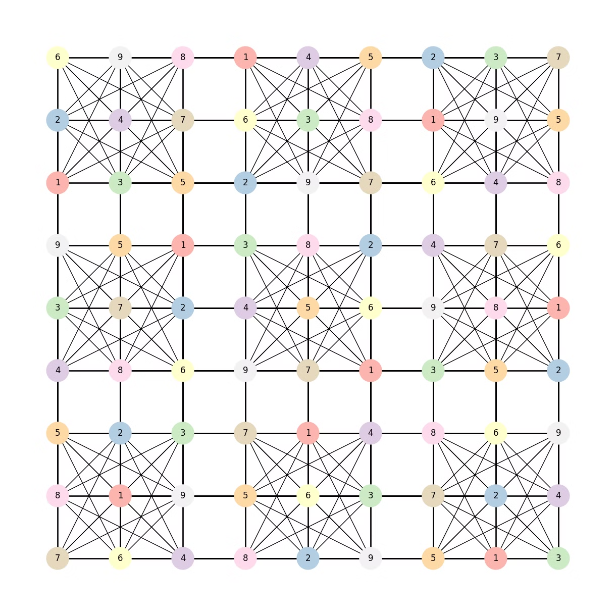 6 9 8 1 4 5 2 3 7
2 4 7 6 3 8 1 9 5
1 3 5 2 9 7 6 4 8
9 5 1 3 8 2 4 7 6
3 7 2 4 5 6 9 8 1
4 8 6 9 7 1 3 5 2
5 2 3 7 1 4 8 6 9
8 1 9 5 6 3 7 2 4
7 6 4 8 2 9 5 1 3